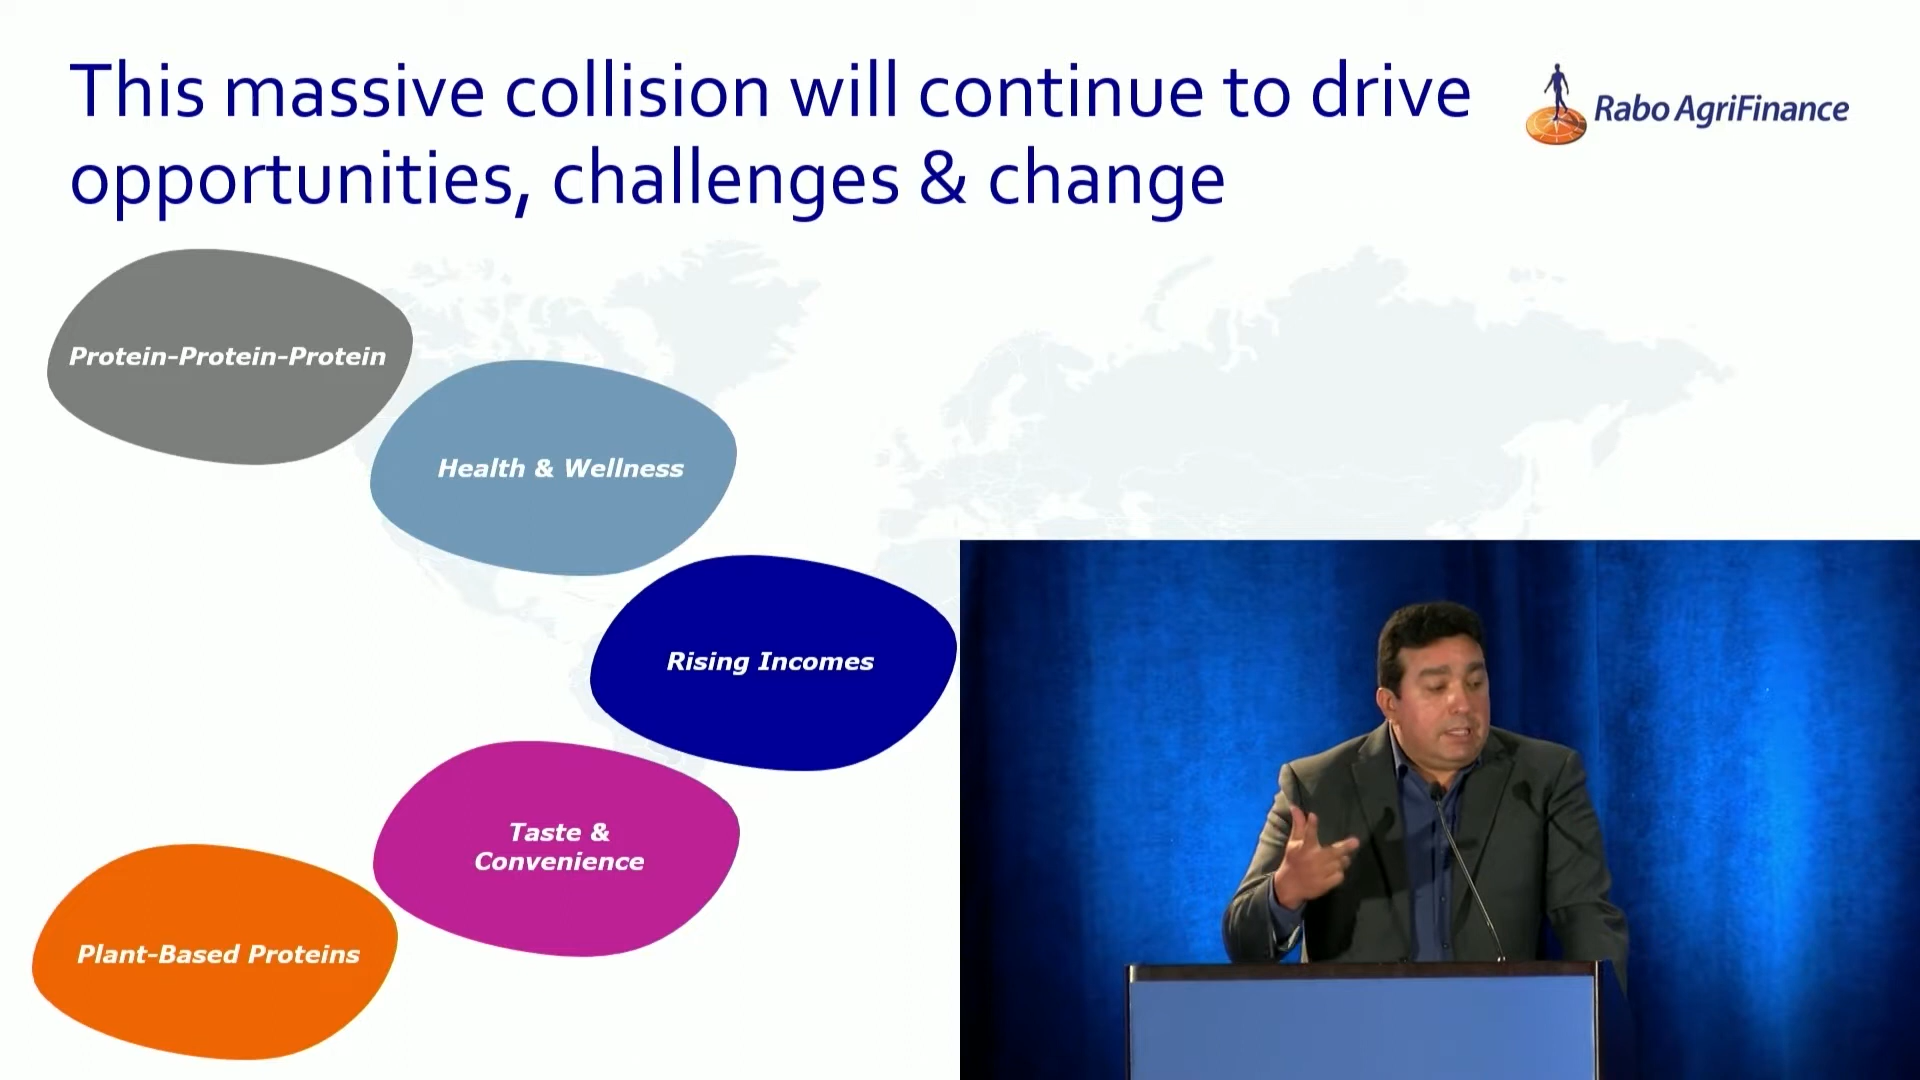 This massive collision will continue to drive
opportunities, challenges & change
Rabo AgriFinance
Protein-Protein-Protein
Health & Wellness
Rising Incomes
Taste &
Convenience
Plant-Based Proteins